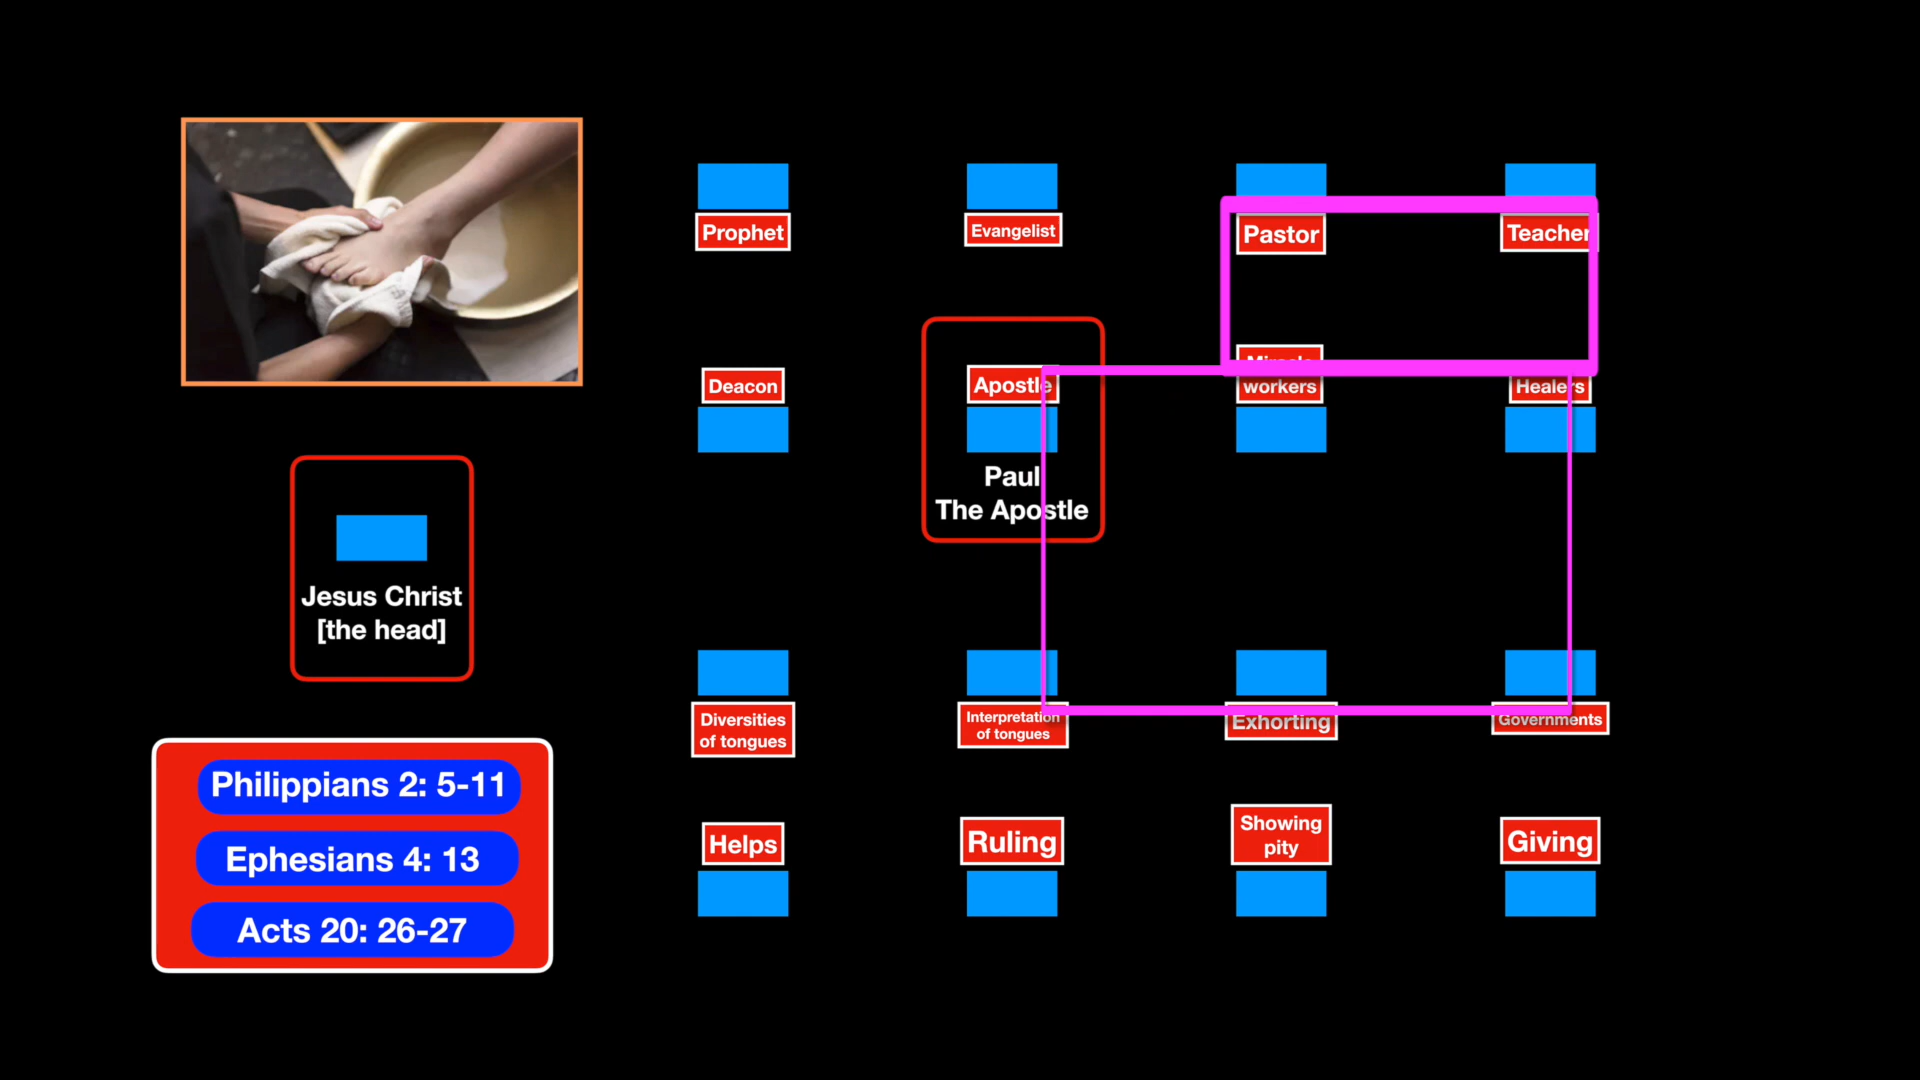 Prophet
Evangelist
Pastor
Teacher
Deacon
Apostle
Miracle
workers
Healers
Paul
The Apostle
Jesus Christ
[the head]
Diversities
of tongues
Interpretation
of tongues
Exhorting
Governments
Philippians 2: 5-11
Ephesians 4: 13
Acts 20: 26-27
Helps
Ruling
Showing
pity
Giving